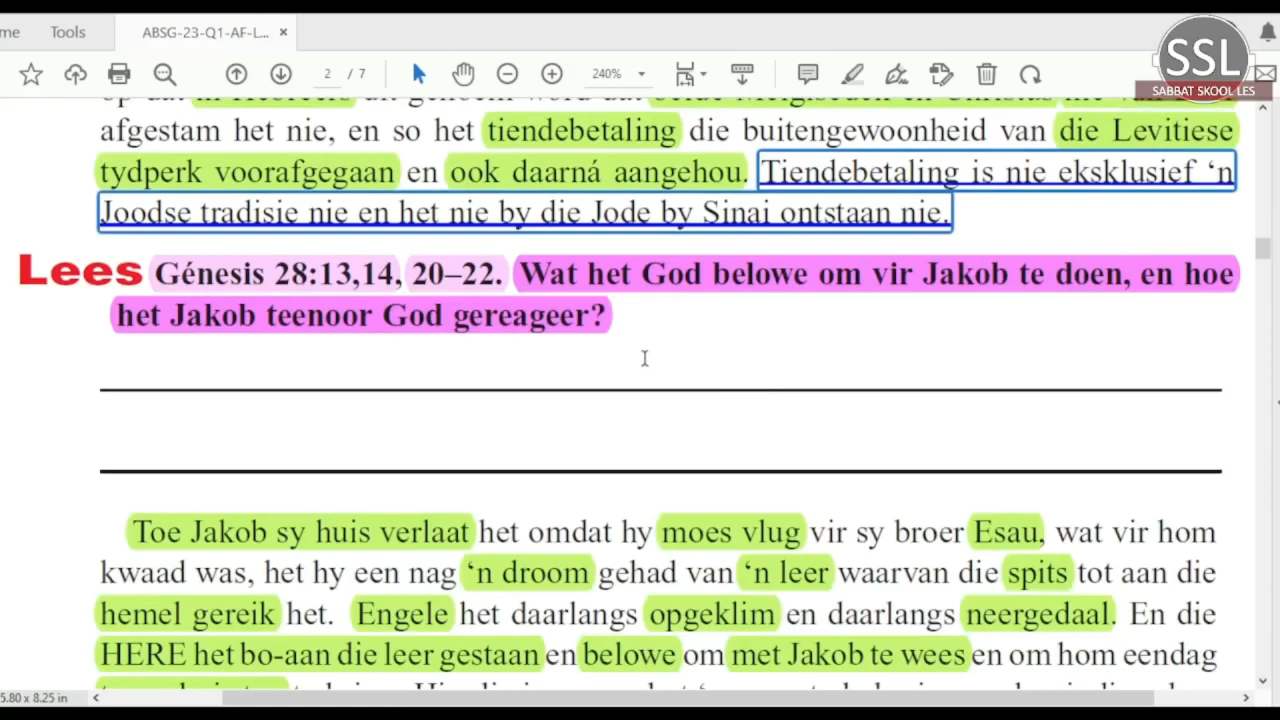 me Tools ABSG-23-Q1-AF-L... ×
SSL
SABBAT SKOOL LES
2 / 7 240%
afgestam het nie, en so het tiendebetaling die buitengewoonheid van die Levitiese
tydperk voorafgegaan en ook daarná aangehou. Tiendebetaling is nie eksklusief ‘n
Joodse tradisie nie en het nie by die Jode by Sinai ontstaan nie.
Lees Génesis 28:13,14, 20–22. Wat het God belowe om vir Jakob te doen, en hoe
het Jakob teenoor God gereageer?
Toe Jakob sy huis verlaat het omdat hy moes vlug vir sy broer Esau, wat vir hom
kwaad was, het hy een nag ‘n droom gehad van ‘n leer waarvan die spits tot aan die
hemel gereik het. Engele het daarlangs opgeklim en daarlangs neergedaal. En die
HERE het bo-aan die leer gestaan en belowe om met Jakob te wees en om hom eendag
5.80 x 8.25 in